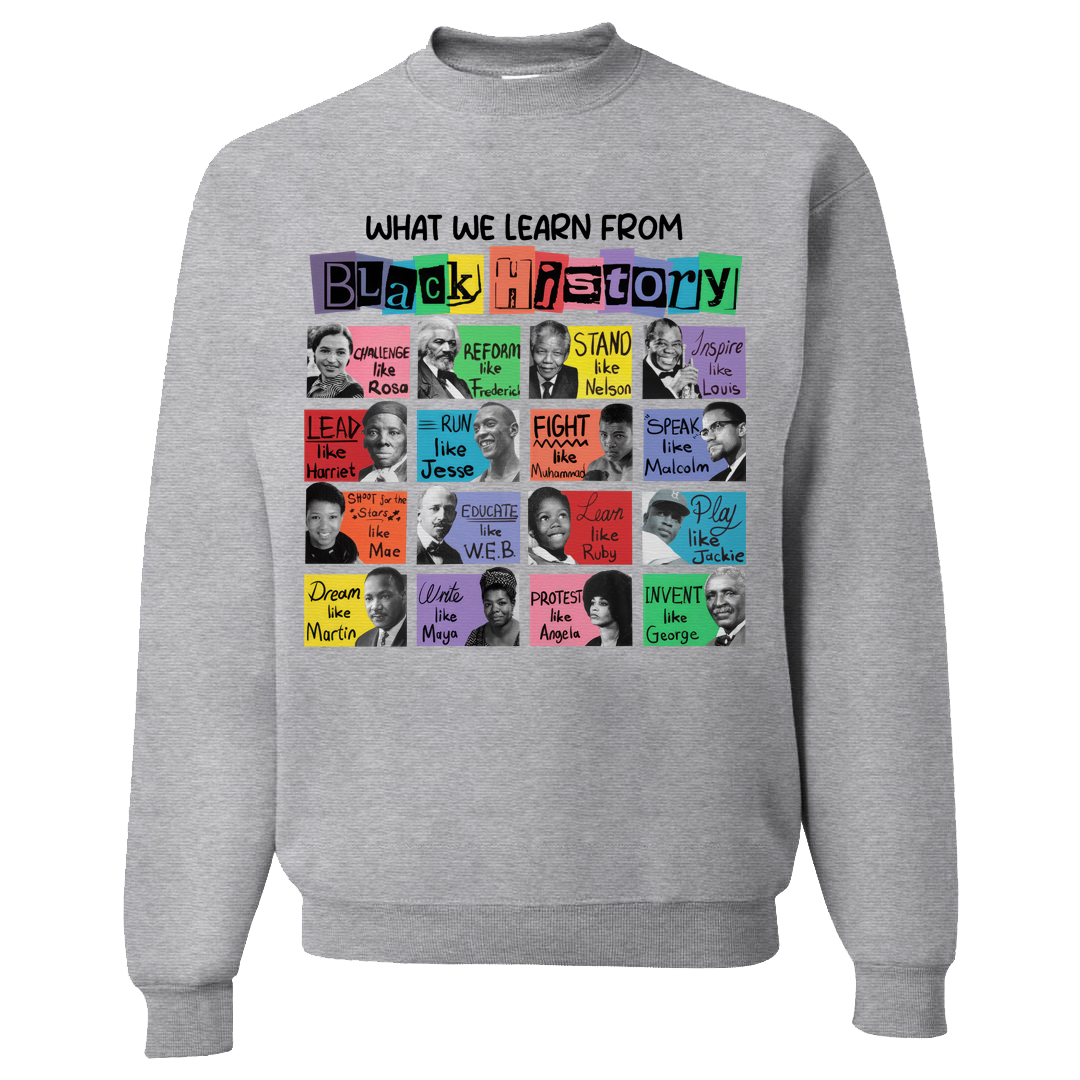 WHAT WE LEARN FROM
Black History
CHALLENGE
like
Rosa
REFORM
like
Frederick
STAND
like
Nelson
Inspire
like
Louis
LEAD
like
Harriet
RUN
like
Jesse
FIGHT
like
Muhammad
"SPEAK"
like
Malcolm
SHOOT for the
Stars
like
Mae
EDUCATE
like
W.E.B.
Learn
like
Ruby
Play
like
Jackie
Dream
like
Martin
Write
like
Maya
PROTEST
like
Angela
INVENT
like
George